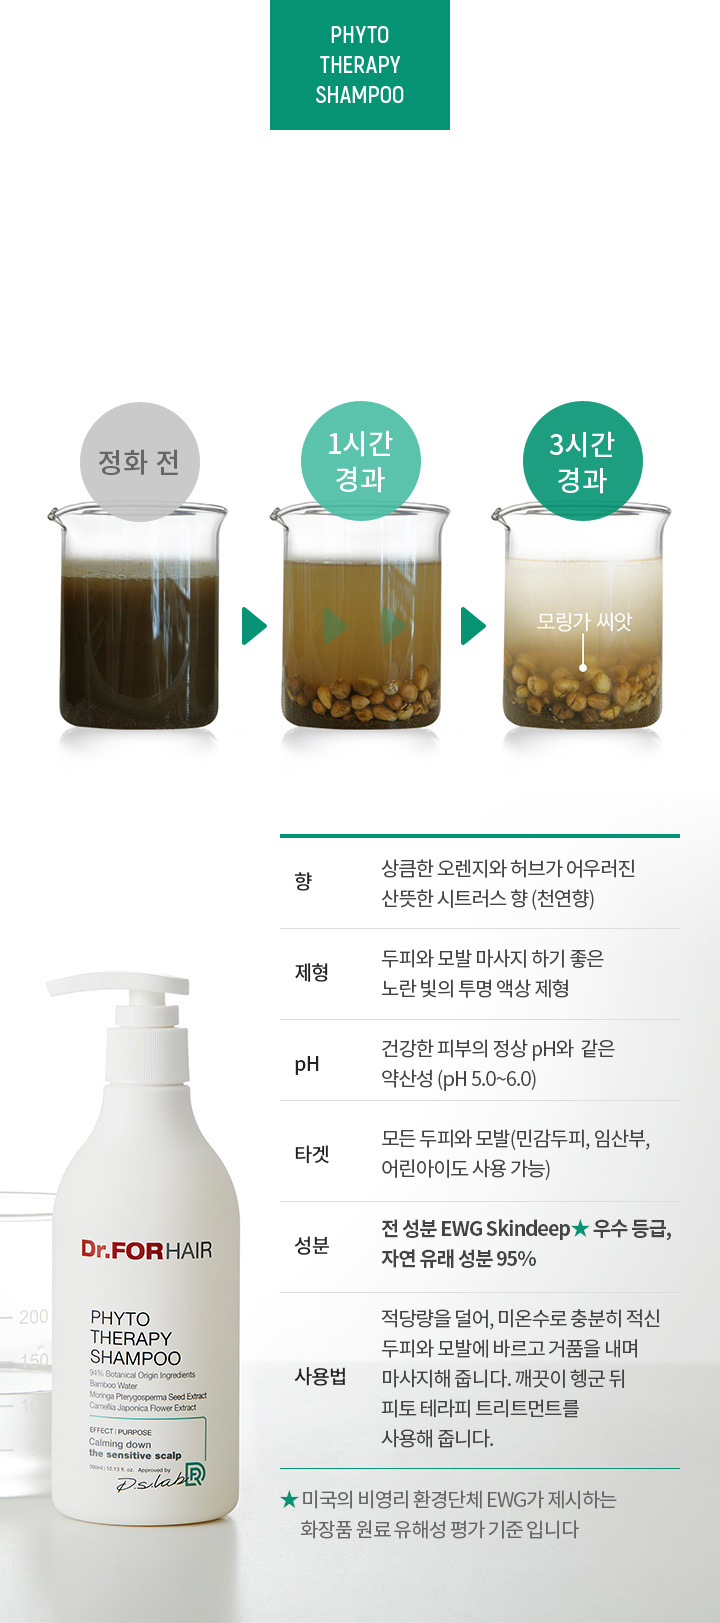 PHYTO
THERAPY
SHAMPOO
정화 전
1시간
경과
3시간
경과
모링가 씨앗
향
상큼한 오렌지와 허브가 어우러진
산뜻한 시트러스 향 (천연향)
제형
두피와 모발 마사지 하기 좋은
노란 빛의 투명 액상 제형
pH
건강한 피부의 정상 pH와 같은
약산성 (pH 5.0~6.0)
타겟
모든 두피와 모발(민감두피, 임산부,
어린아이도 사용 가능)
성분
전 성분 EWG Skindeep★ 우수 등급,
자연 유래 성분 95%
사용법
적당량을 덜어, 미온수로 충분히 적신
두피와 모발에 바르고 거품을 내며
마사지해 줍니다. 깨끗이 헹군 뒤
피토 테라피 트리트먼트를
사용해 줍니다.
★ 미국의 비영리 환경단체 EWG가 제시하는
화장품 원료 유해성 평가 기준 입니다
Dr.FORHAIR
PHYTO
THERAPY
SHAMPOO
94% Botanical Origin Ingredients
Bamboo Water
Moringa Pterygosperma Seed Extract
Camellia Japonica Flower Extract
EFFECT | PURPOSE
Calming down
the sensitive scalp
300ml | 10.13 fl. oz. Approved by
D.s.lab
200
150